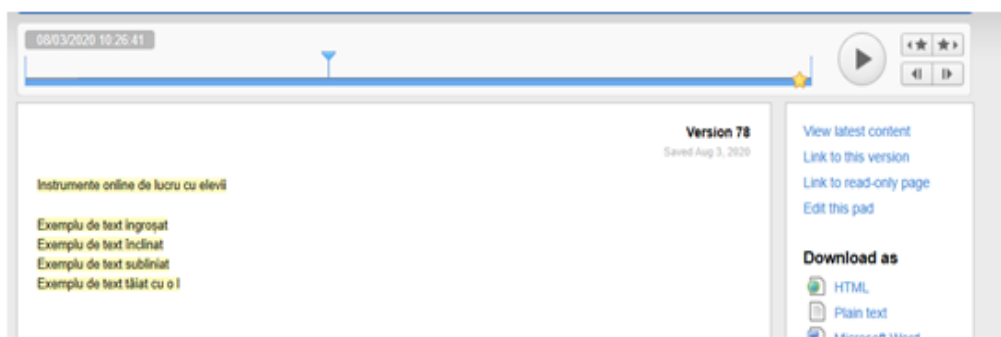 08/03/2020 10:26:41
Version 78
Saved Aug 3, 2020
Instrumente online de lucru cu elevii
Exemplu de text îngroșat
Exemplu de text înclinat
Exemplu de text subliniat
Exemplu de text tăiat cu o l
View latest content
Link to this version
Link to read-only page
Edit this pad
Download as
HTML
Plain text
Microsoft Word